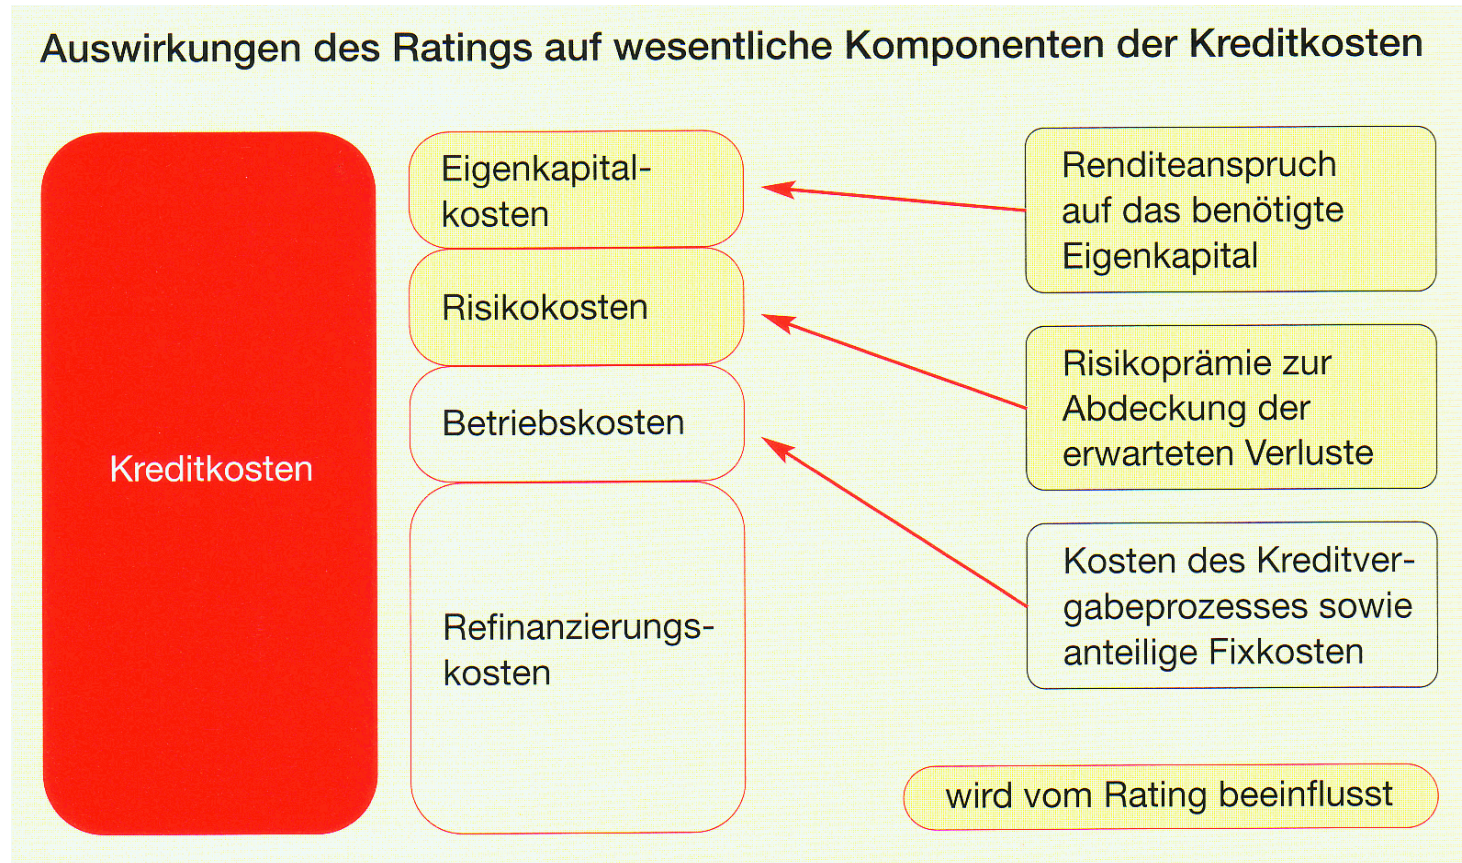 Auswirkungen des Ratings auf wesentliche Komponenten der Kreditkosten
Kreditkosten
Eigenkapital-
kosten
Risikokosten
Betriebskosten
Refinanzierungs-
kosten
Renditeanspruch
auf das benötigte
Eigenkapital
Risikoprämie zur
Abdeckung der
erwarteten Verluste
Kosten des Kreditver-
gabeprozesses sowie
anteilige Fixkosten
wird vom Rating beeinflusst